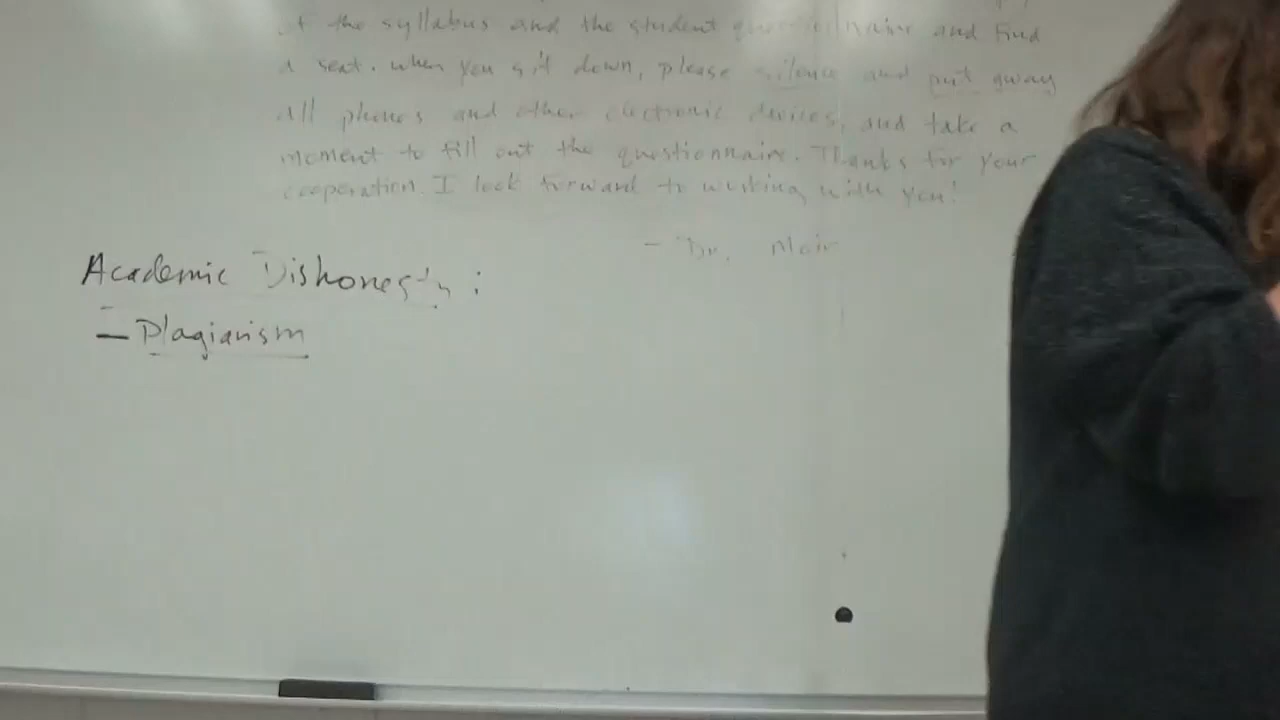 of the syllabus and the student questionnaire and find
a seat. When you sit down, please silence and put away
all phones and other electronic devices, and take a
moment to fill out the questionnaire. Thanks for your
cooperation. I look forward to working with you!
- Dr.
Academic Dishonesty:
- Plagiarism